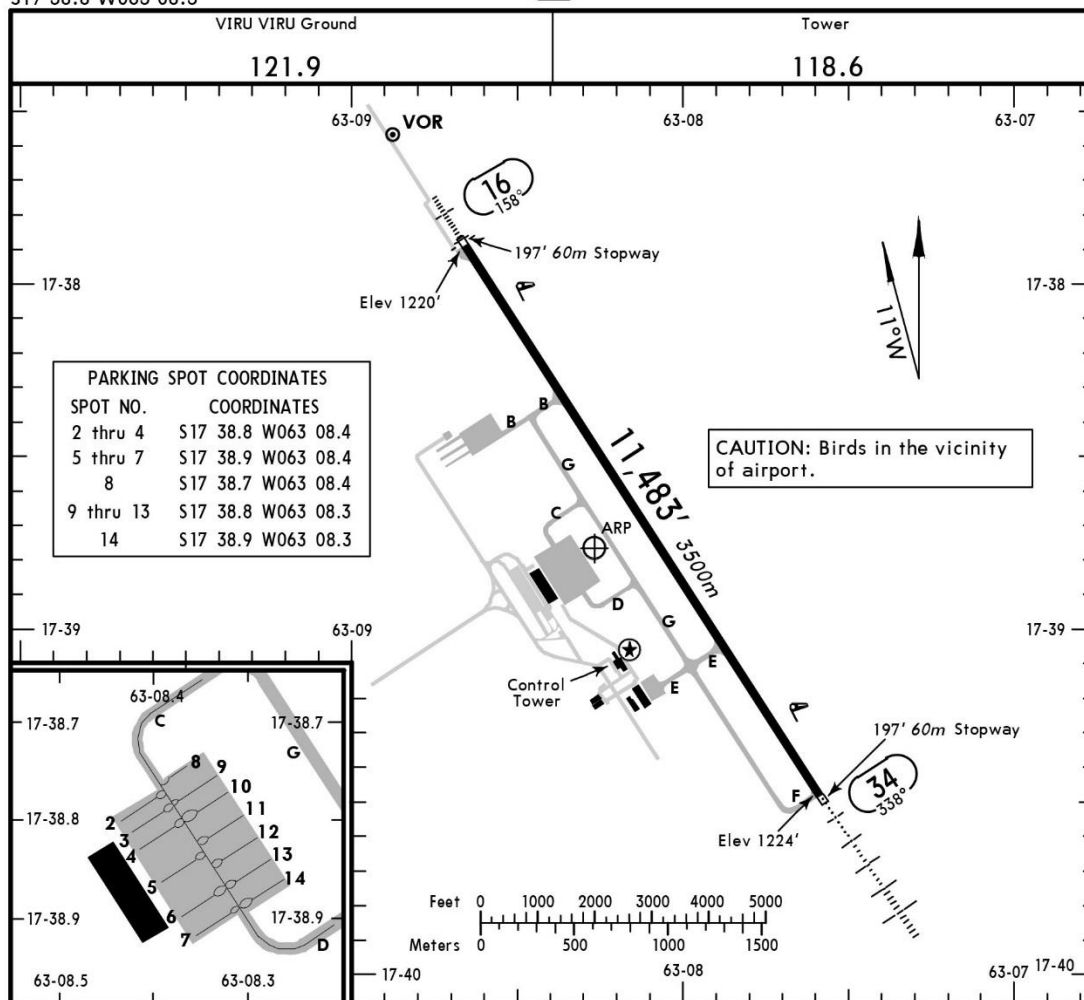 S17 38.6 W063 08.3
VIRU VIRU Ground
Tower
121.9
118.6
63-09
63-08
63-07
VOR
16
158°
197' 60m Stopway
17-38
17-38
Elev 1220'
11°W
PARKING SPOT COORDINATES
SPOT NO. COORDINATES
2 thru 4 S17 38.8 W063 08.4
5 thru 7 S17 38.9 W063 08.4
8 S17 38.7 W063 08.4
9 thru 13 S17 38.8 W063 08.3
14 S17 38.9 W063 08.3
B
B
G
11,483' 3500m
CAUTION: Birds in the vicinity
of airport.
C
ARP
D
G
17-39
63-09
17-39
E
E
Control
Tower
197' 60m Stopway
34
338°
F
Elev 1224'
63-08.4
17-38.7
C
17-38.7
G
8
9
10
11
12
13
14
17-38.8
2
3
4
5
6
7
17-38.9
17-38.9
D
63-08.5
63-08.3
Feet 0 1000 2000 3000 4000 5000
Meters 0 500 1000 1500
17-40
63-08
63-07
17-40